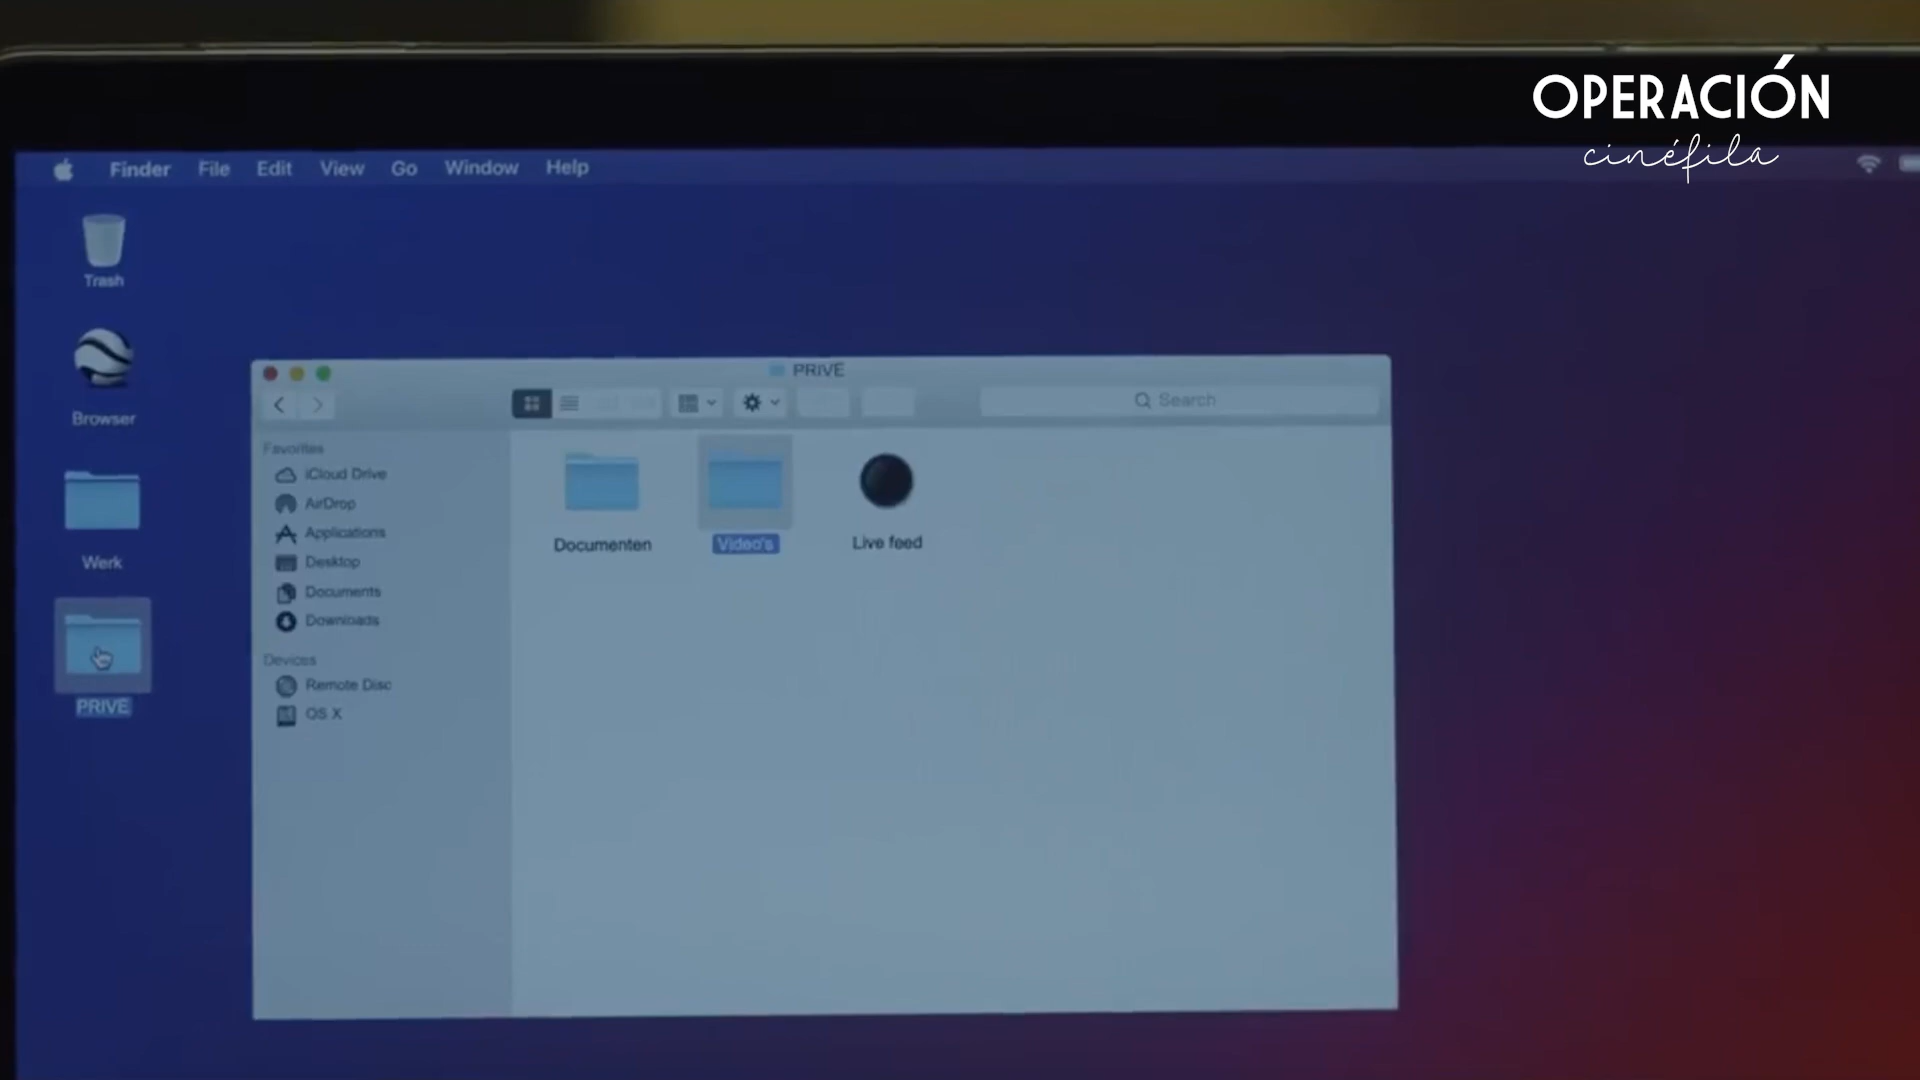 OPERACIÓN
cinéfila
Finder File Edit View Go Window Help
Trash
Browser
Werk
PRIVE
PRIVE
Search
Favorites
iCloud Drive
AirDrop
Applications
Desktop
Documents
Downloads
Devices
Remote Disc
OS X
Documenten
Video's
Live feed